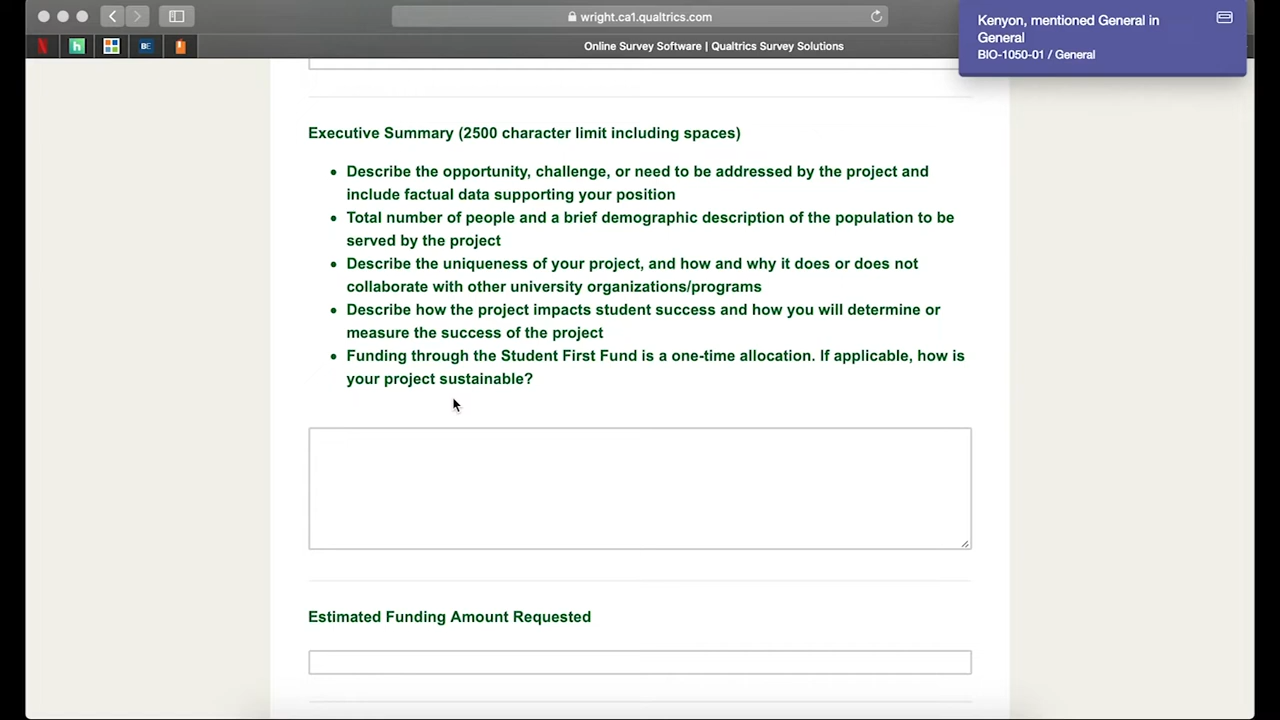 wright.ca1.qualtrics.com
Kenyon, mentioned General in
General
BIO-1050-01 / General
N
h
BE
Online Survey Software | Qualtrics Survey Solutions
Executive Summary (2500 character limit including spaces)
• Describe the opportunity, challenge, or need to be addressed by the project and
include factual data supporting your position
• Total number of people and a brief demographic description of the population to be
served by the project
• Describe the uniqueness of your project, and how and why it does or does not
collaborate with other university organizations/programs
• Describe how the project impacts student success and how you will determine or
measure the success of the project
• Funding through the Student First Fund is a one-time allocation. If applicable, how is
your project sustainable?
Estimated Funding Amount Requested